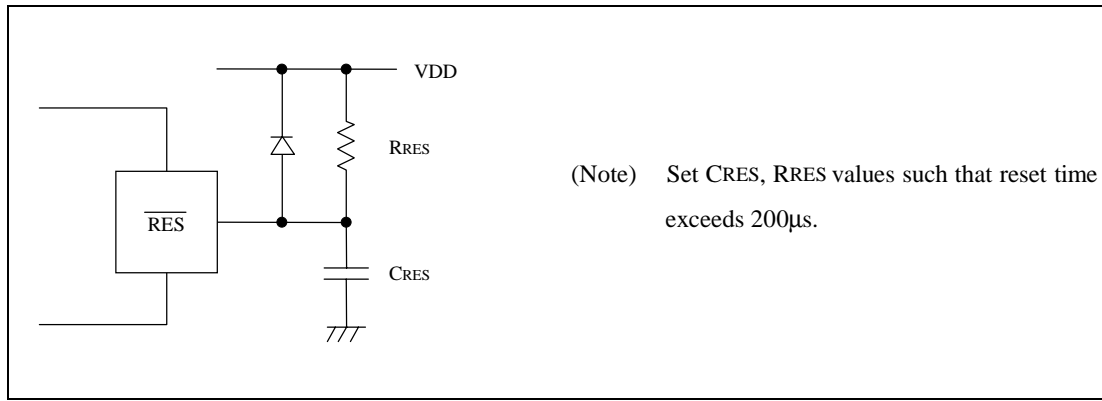 VDD
RRES
(Note) Set CRES, RRES values such that reset time
exceeds 200μs.
RES
CRES